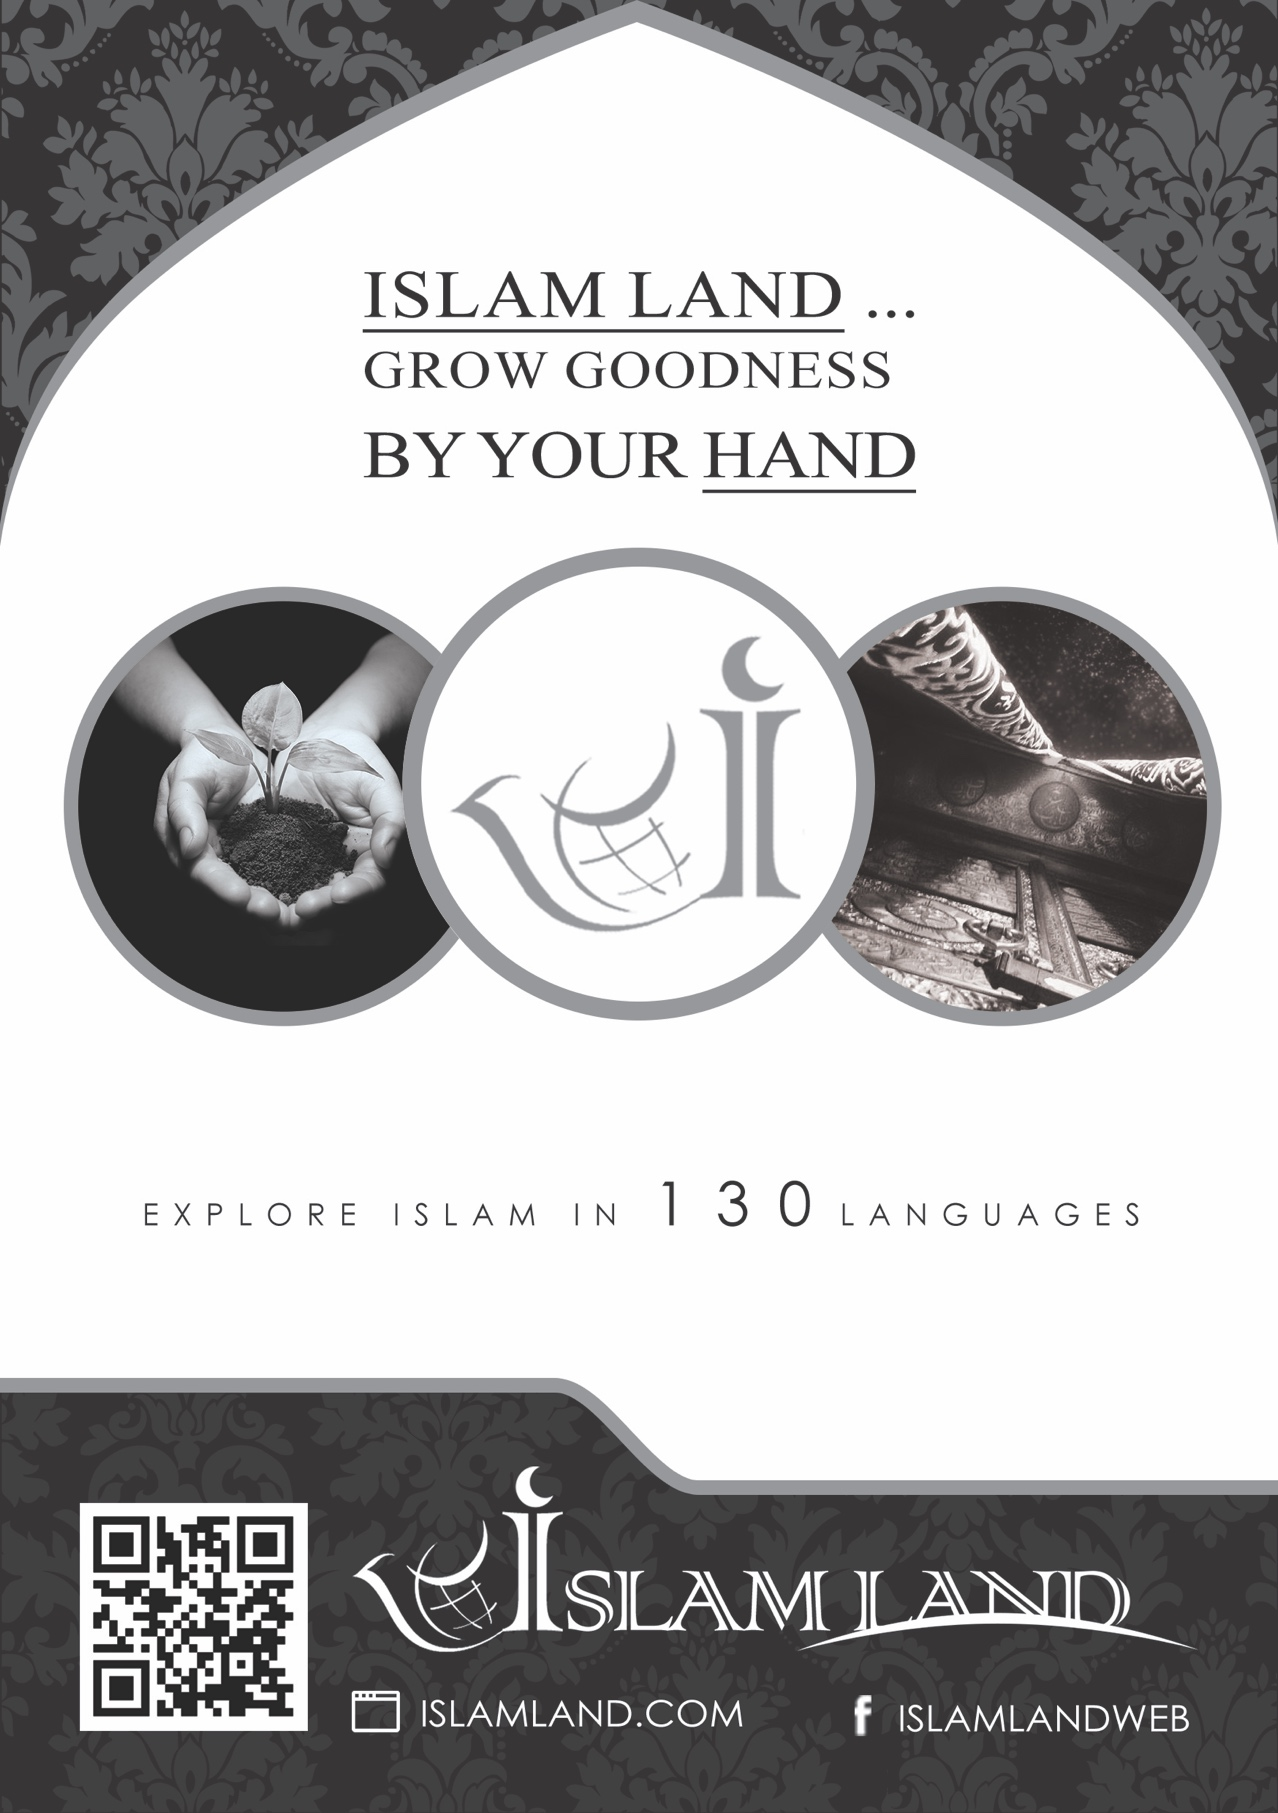 ISLAM LAND ...
GROW GOODNESS
BY YOUR HAND
EXPLORE ISLAM IN 130 LANGUAGES
ISLAM LAND
ISLAMLAND.COM
f ISLAMLANDWEB